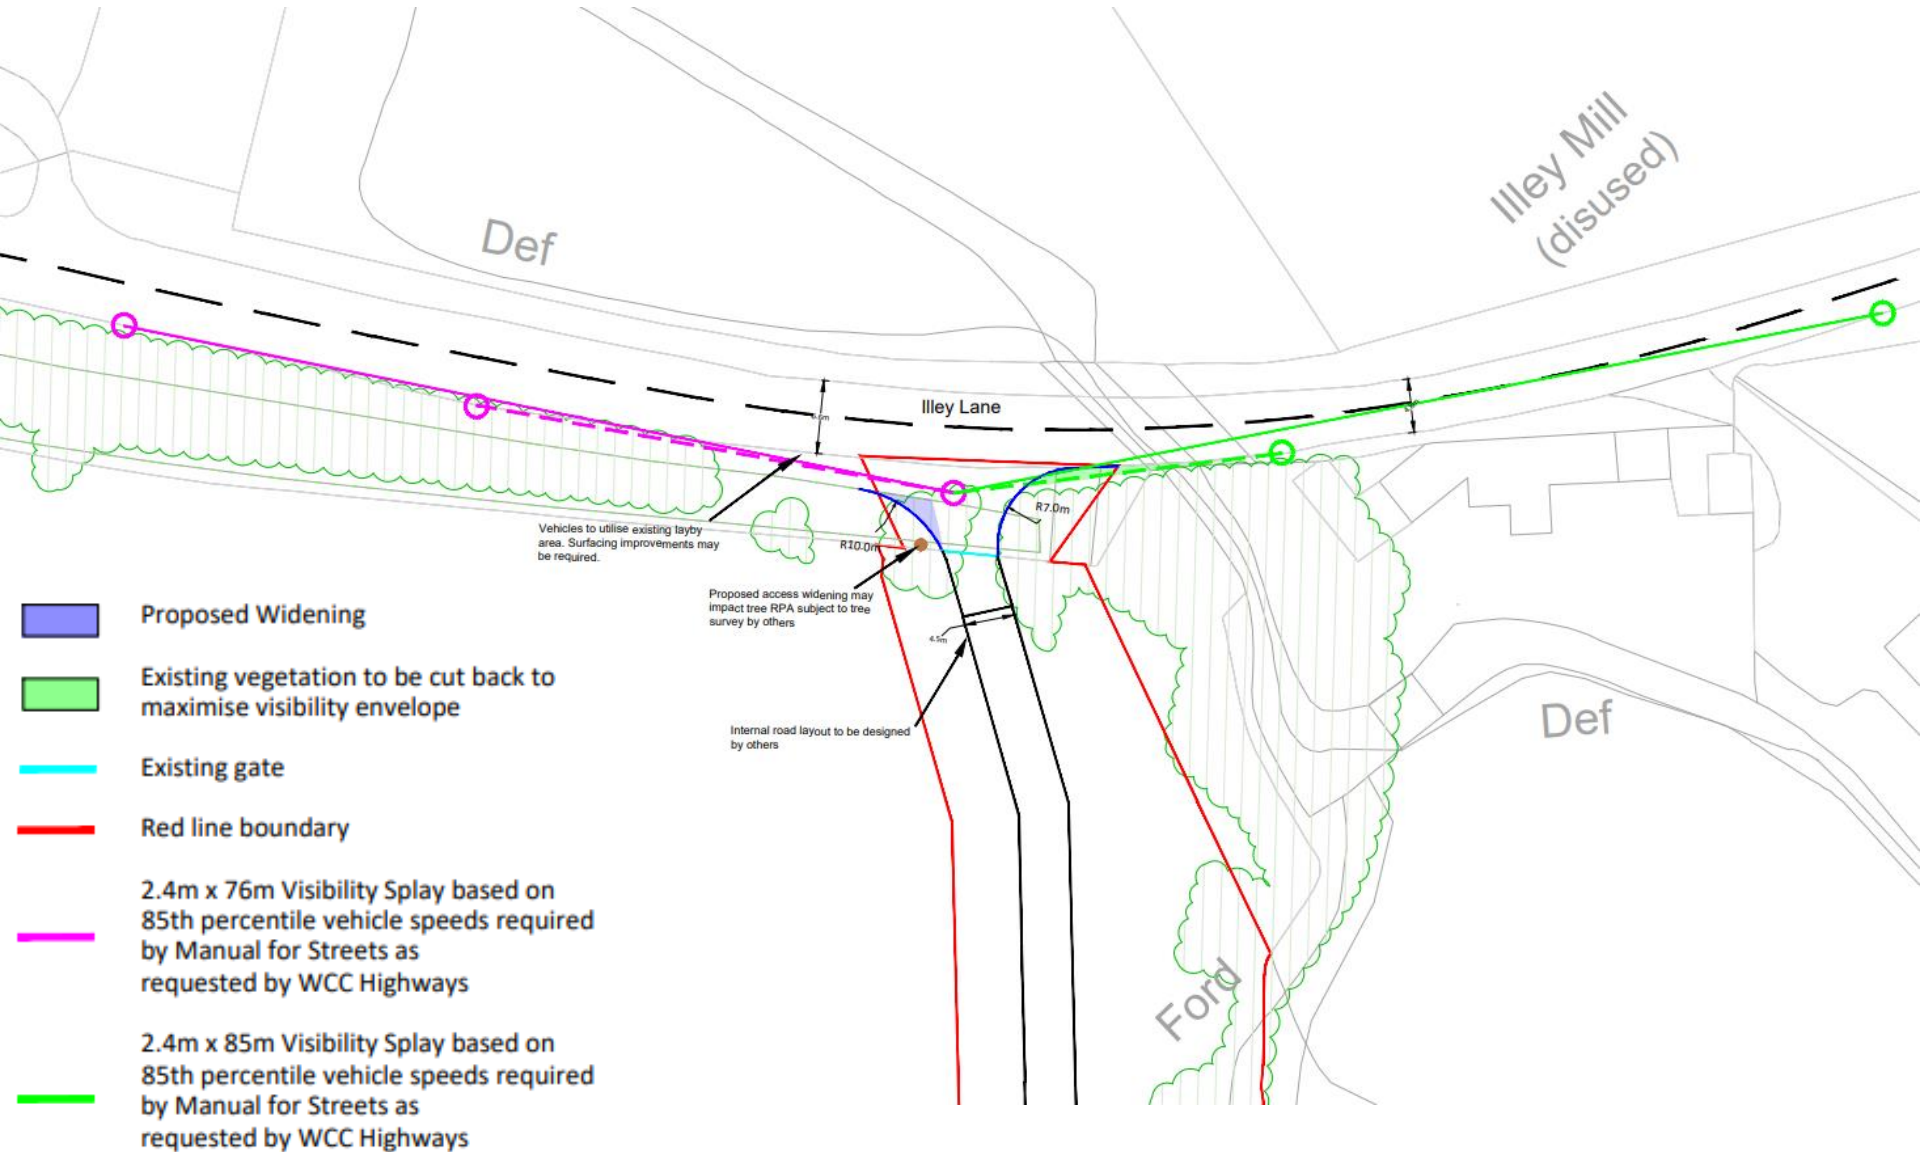 Illey Mill
(disused)
Def
Illey Lane
R7.0m
Vehicles to utilise existing layby
area. Surfacing improvements may
be required.
R10.0m
Proposed access widening may
impact tree RPA subject to tree
survey by others
4.5m
Internal road layout to be designed
by others
Def
Ford
Proposed Widening
Existing vegetation to be cut back to
maximise visibility envelope
Existing gate
Red line boundary
2.4m x 76m Visibility Splay based on
85th percentile vehicle speeds required
by Manual for Streets as
requested by WCC Highways
2.4m x 85m Visibility Splay based on
85th percentile vehicle speeds required
by Manual for Streets as
requested by WCC Highways